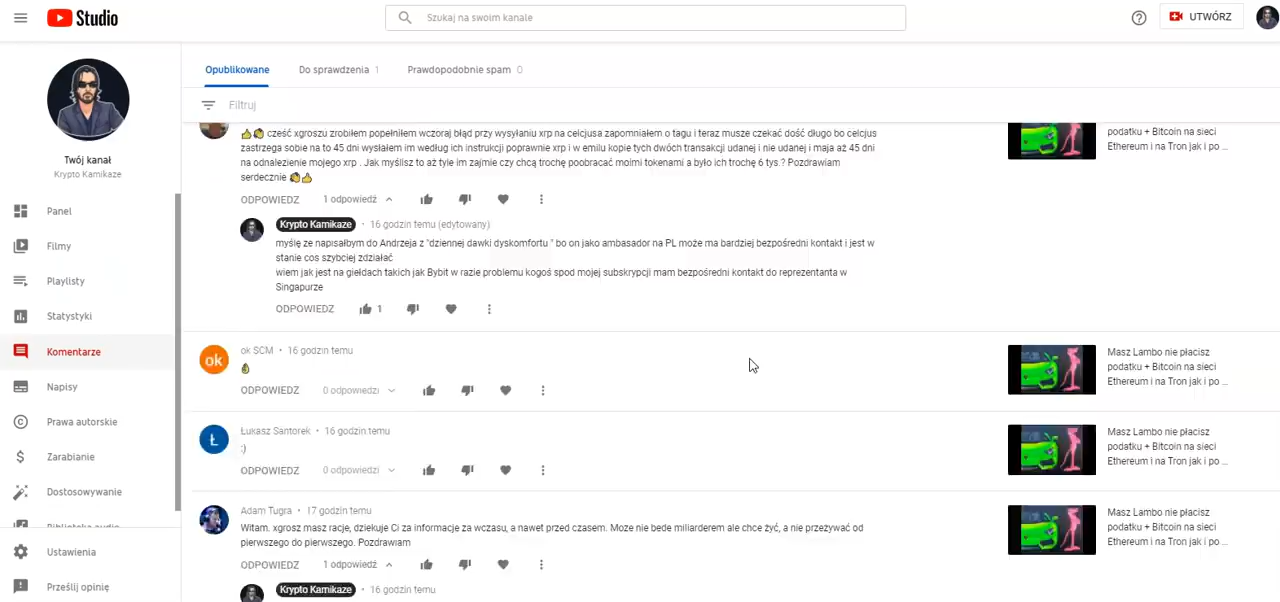 Studio
Szukaj na swoim kanale
UTWÓRZ
Twój kanał
Krypto Kamikaze
Panel
Filmy
Playlisty
Statystyki
Komentarze
Napisy
Prawa autorskie
Zarabianie
Dostosowywanie
Biblioteka audio
Ustawienia
Prześlij opinię
Opublikowane
Do sprawdzenia 1
Prawdopodobnie spam 0
Filtruj
cześć xgroszu zrobiłem popełniłem wczoraj błąd przy wysyłaniu xrp na celcjusa zapomniałem o tagu i teraz musze czekać dość długo bo celcjus
zastrzega sobie na to 45 dni wysłałem im według ich instrukcji poprawnie xrp i w emilu kopie tych dwóch transakcji udanej i nie udanej i maja aż 45 dni
na odnalezienie mojego xrp . Jak myślisz to aż tyle im zajmie czy chcą trochę poobracać moimi tokenami a było ich trochę 6 tys.? Pozdrawiam
serdecznie
ODPOWIEDZ 1 odpowiedź
Krypto Kamikaze • 16 godzin temu (edytowany)
myślę ze napisałbym do Andrzeja z "dziennej dawki dyskomfortu " bo on jako ambasador na PL może ma bardziej bezpośredni kontakt i jest w
stanie cos szybciej zdziałać
wiem jak jest na giełdach takich jak Bybit w razie problemu kogoś spod mojej subskrypcji mam bezpośredni kontakt do reprezentanta w
Singapurze
ODPOWIEDZ 1
ok
ok SCM • 16 godzin temu
ODPOWIEDZ 0 odpowiedzi
Ł
Łukasz Santorek • 16 godzin temu
:)
ODPOWIEDZ 0 odpowiedzi
Adam Tugra • 17 godzin temu
Witam. xgrosz masz racje, dziekuje Ci za informacje za wczasu, a nawet przed czasem. Moze nie bede miliarderem ale chce żyć, a nie przeżywać od
pierwszego do pierwszego. Pozdrawiam
ODPOWIEDZ 1 odpowiedź
Krypto Kamikaze • 16 godzin temu
podatku + Bitcoin na sieci
Ethereum i na Tron jak i po ...
Masz Lambo nie płacisz
podatku + Bitcoin na sieci
Ethereum i na Tron jak i po ...
Masz Lambo nie płacisz
podatku + Bitcoin na sieci
Ethereum i na Tron jak i po ...
Masz Lambo nie płacisz
podatku + Bitcoin na sieci
Ethereum i na Tron jak i po ...